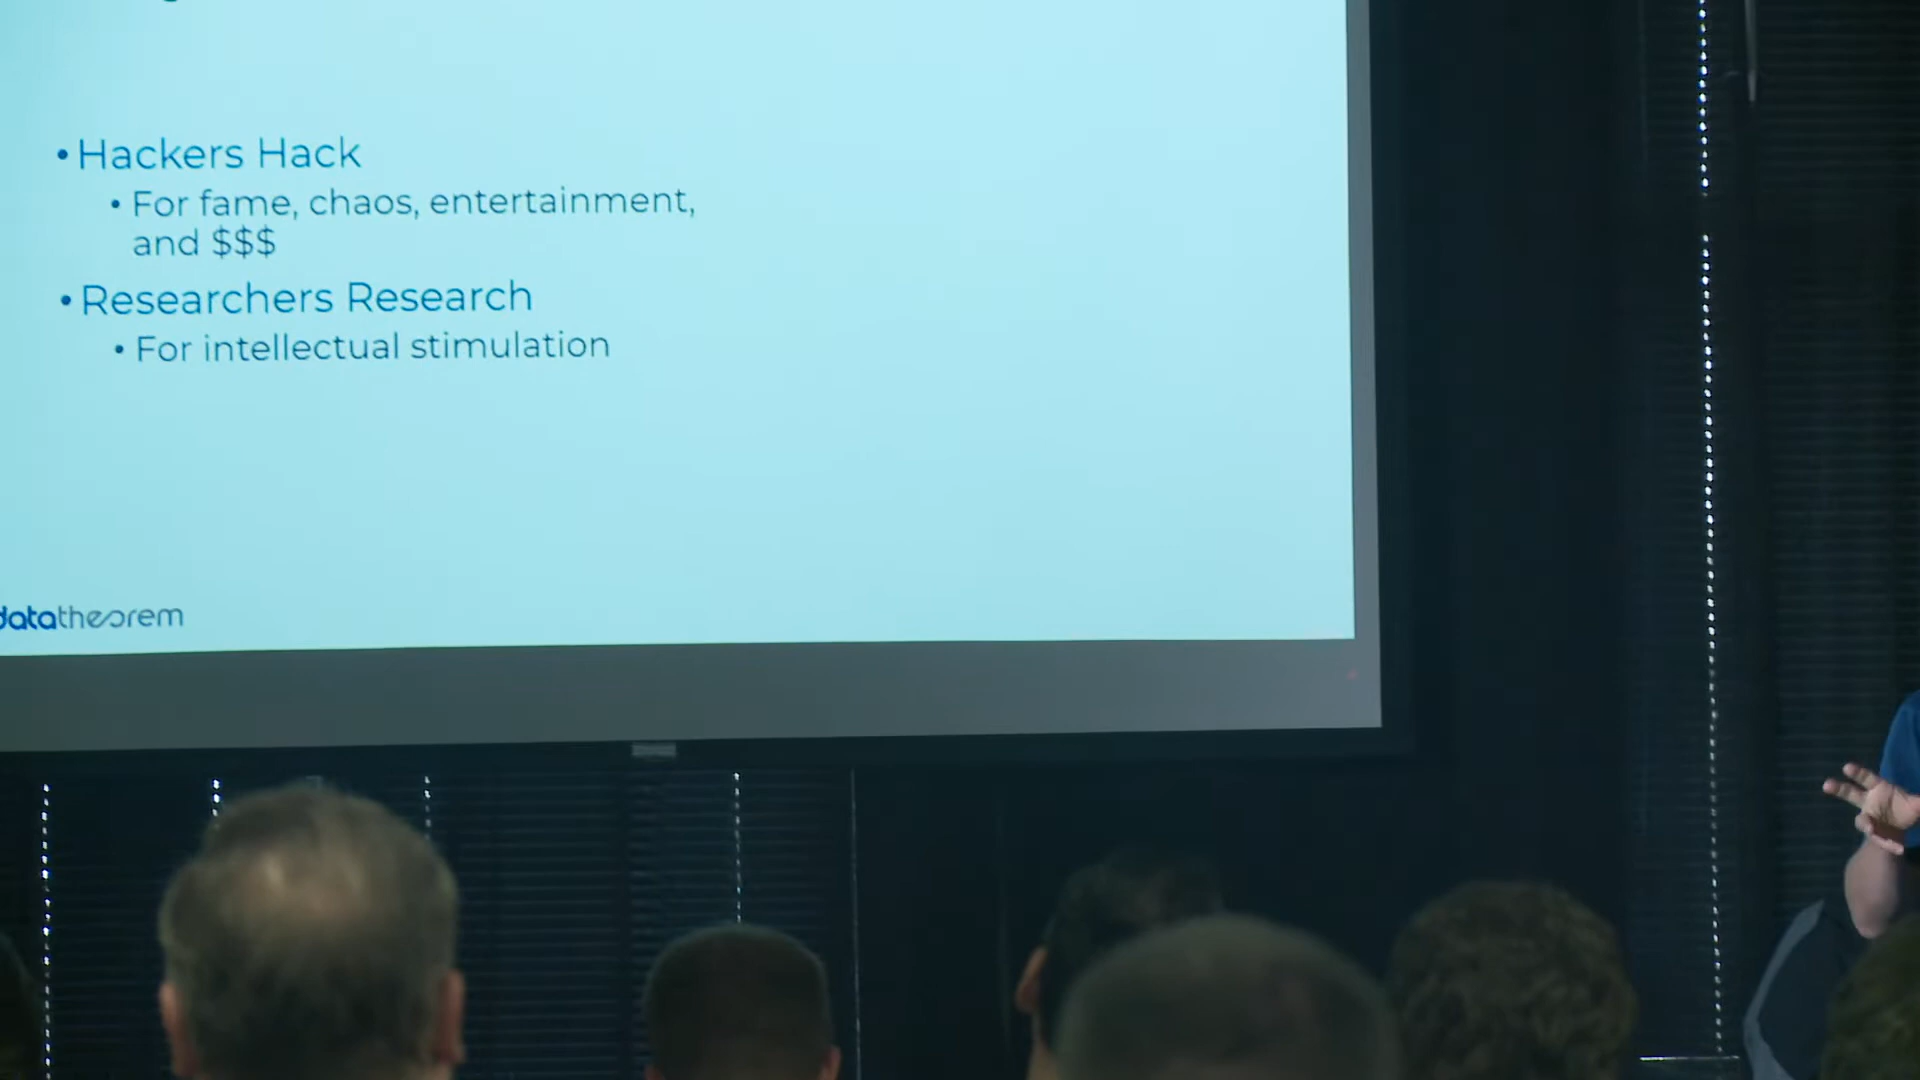 • Hackers Hack
• For fame, chaos, entertainment,
and $$$
• Researchers Research
• For intellectual stimulation
datatheorem